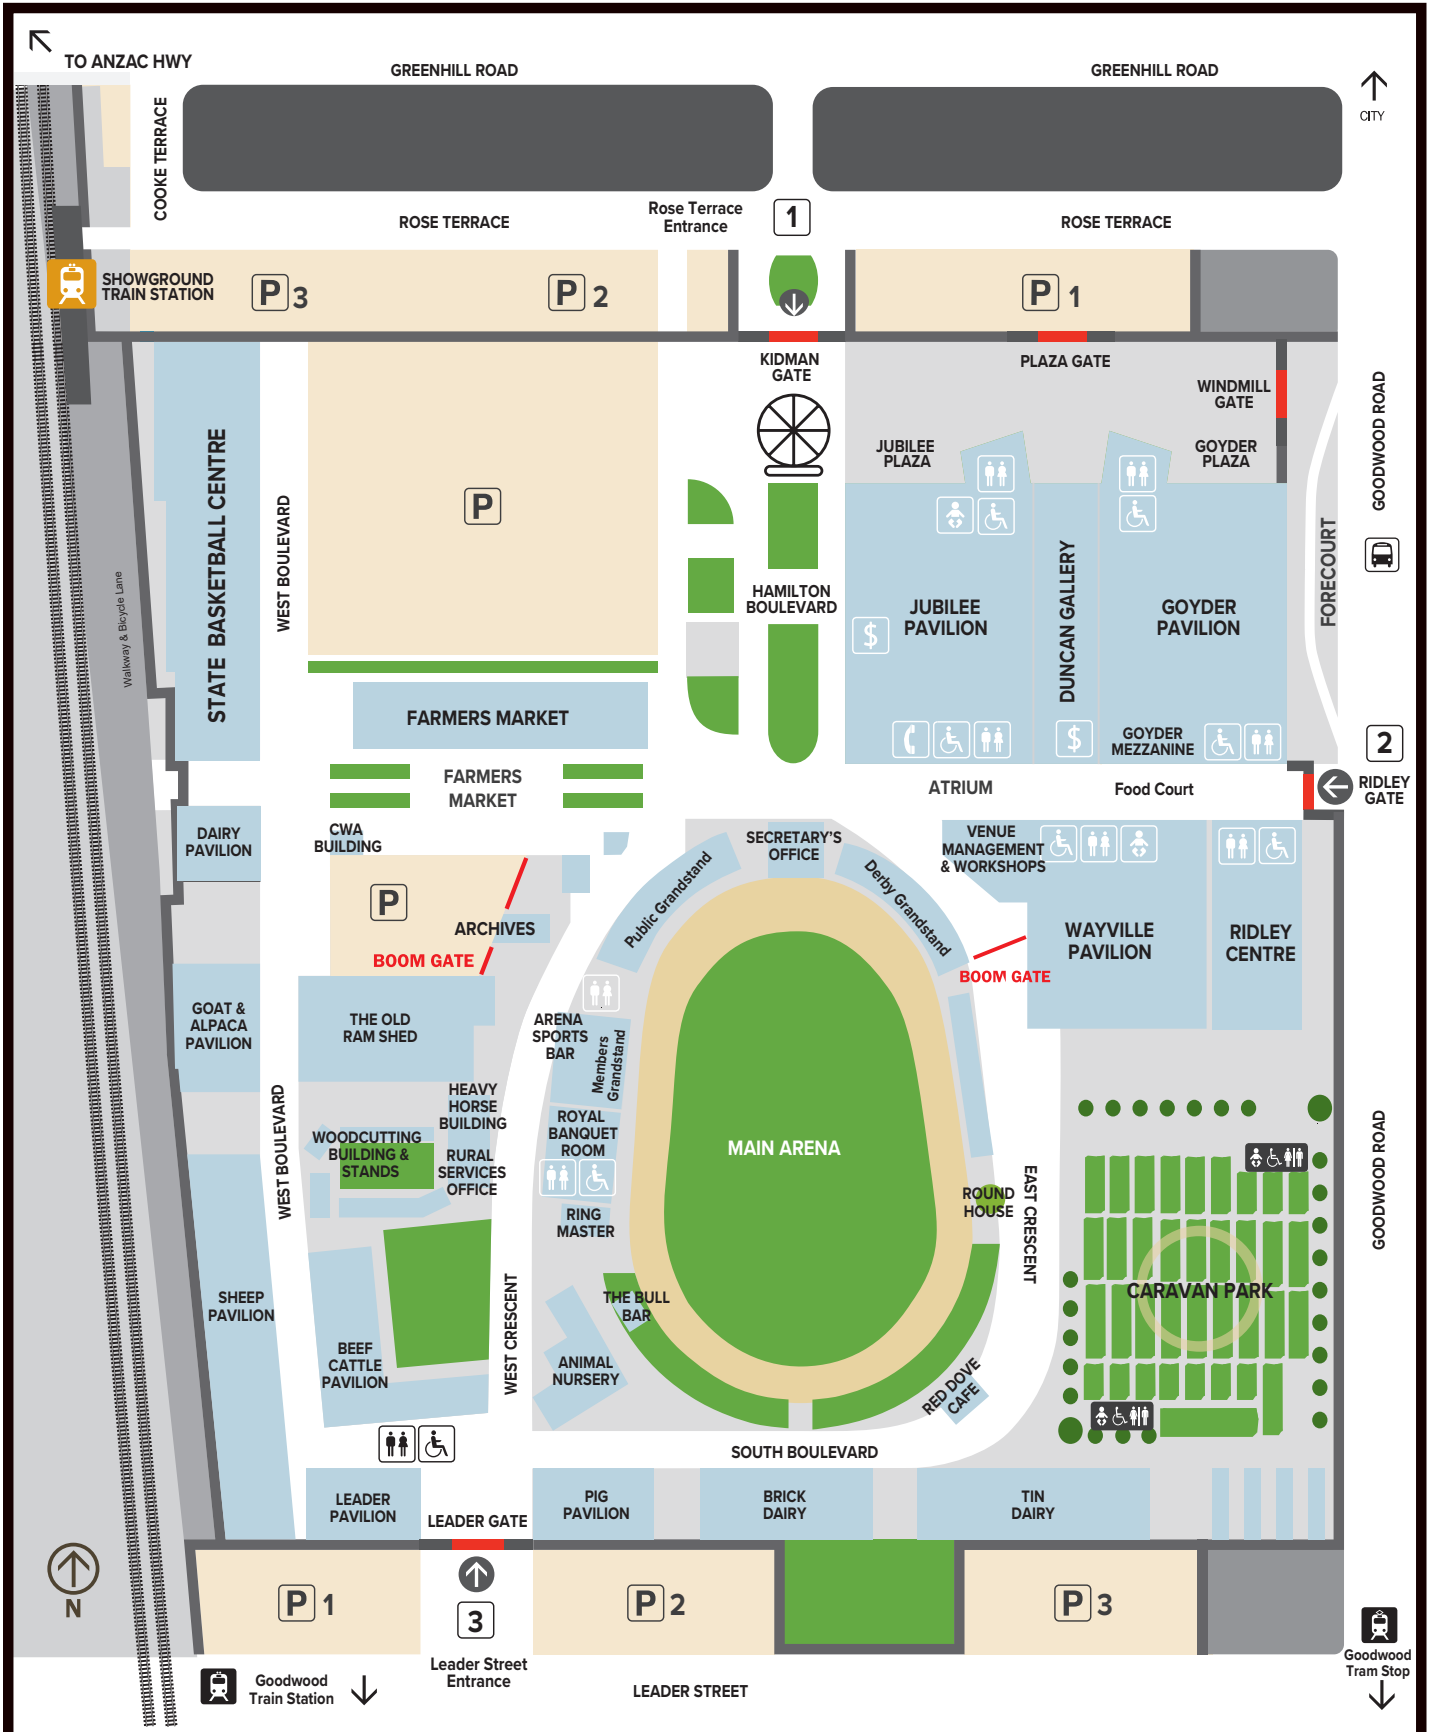 TO ANZAC HWY
GREENHILL ROAD
GREENHILL ROAD
CITY
COOKE TERRACE
ROSE TERRACE
Rose Terrace
Entrance
1
ROSE TERRACE
SHOWGROUND
TRAIN STATION
P 3
P 2
P 1
KIDMAN
GATE
PLAZA GATE
WINDMILL
GATE
GOODWOOD ROAD
JUBILEE
PLAZA
GOYDER
PLAZA
STATE BASKETBALL CENTRE
WEST BOULEVARD
P
Walkway & Bicycle Lane
HAMILTON
BOULEVARD
JUBILEE
PAVILION
$
DUNCAN GALLERY
GOYDER
PAVILION
FORECOURT
FARMERS MARKET
$
GOYDER
MEZZANINE
2
RIDLEY
GATE
FARMERS
MARKET
ATRIUM
Food Court
DAIRY
PAVILION
CWA
BUILDING
SECRETARY'S
OFFICE
VENUE
MANAGEMENT
& WORKSHOPS
Public Grandstand
Derby Grandstand
P
ARCHIVES
BOOM GATE
WAYVILLE
PAVILION
RIDLEY
CENTRE
BOOM GATE
GOAT &
ALPACA
PAVILION
THE OLD
RAM SHED
ARENA
SPORTS
BAR
Members
Grandstand
HEAVY
HORSE
BUILDING
WEST BOULEVARD
WOODCUTTING
BUILDING &
STANDS
RURAL
SERVICES
OFFICE
ROYAL
BANQUET
ROOM
MAIN ARENA
GOODWOOD ROAD
RING
MASTER
ROUND
HOUSE
EAST CRESCENT
SHEEP
PAVILION
THE BULL
BAR
CARAVAN PARK
BEEF
CATTLE
PAVILION
WEST CRESCENT
ANIMAL
NURSERY
RED DOVE
CAFE
SOUTH BOULEVARD
LEADER
PAVILION
LEADER GATE
PIG
PAVILION
BRICK
DAIRY
TIN
DAIRY
N
P 1
3
P 2
P 3
Leader Street
Entrance
Goodwood
Train Station
LEADER STREET
Goodwood
Tram Stop